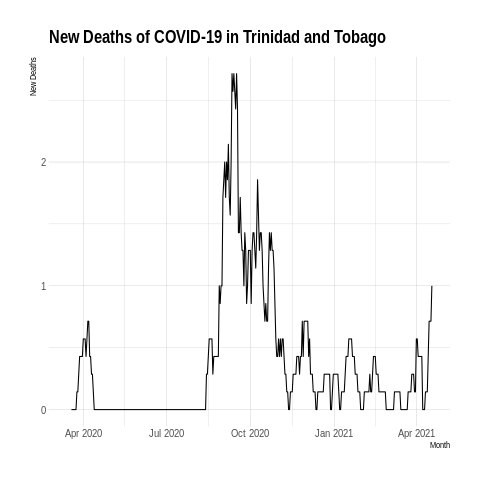 New Deaths of COVID-19 in Trinidad and Tobago
New Deaths
2
1
0
Apr 2020 Jul 2020 Oct 2020 Jan 2021 Apr 2021
Month